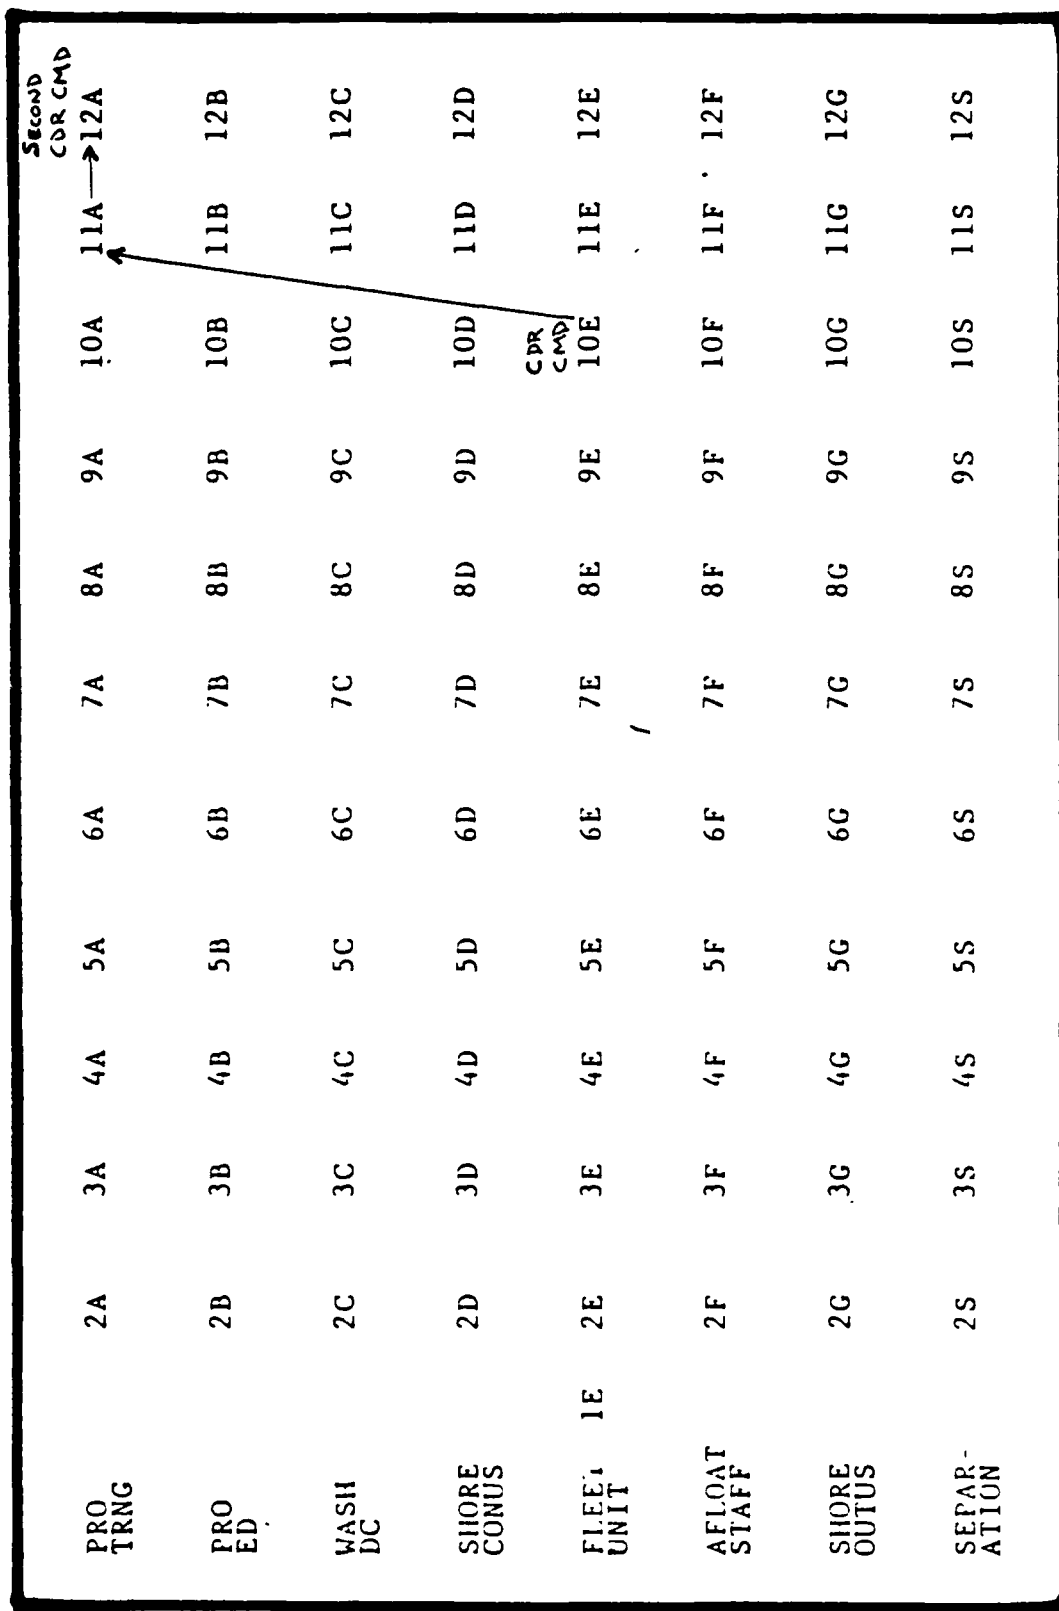 SECOND
CDR CMD
PRO
TRNG
2A 3A 4A 5A 6A 7A 8A 9A 10A 11A 12A
PRO
ED
2B 3B 4B 5B 6B 7B 8B 9B 10B 11B 12B
WASH
DC
2C 3C 4C 5C 6C 7C 8C 9C 10C 11C 12C
SHORE
CONUS
2D 3D 4D 5D 6D 7D 8D 9D 10D 11D 12D
CDR
CMD
FLEET
UNIT
1E 2E 3E 4E 5E 6E 7E 8E 9E 10E 11E 12E
AFLOAT
STAFF
2F 3F 4F 5F 6F 7F 8F 9F 10F 11F 12F
SHORE
OUTUS
2G 3G 4G 5G 6G 7G 8G 9G 10G 11G 12G
SEPAR-
ATION
2S 3S 4S 5S 6S 7S 8S 9S 10S 11S 12S